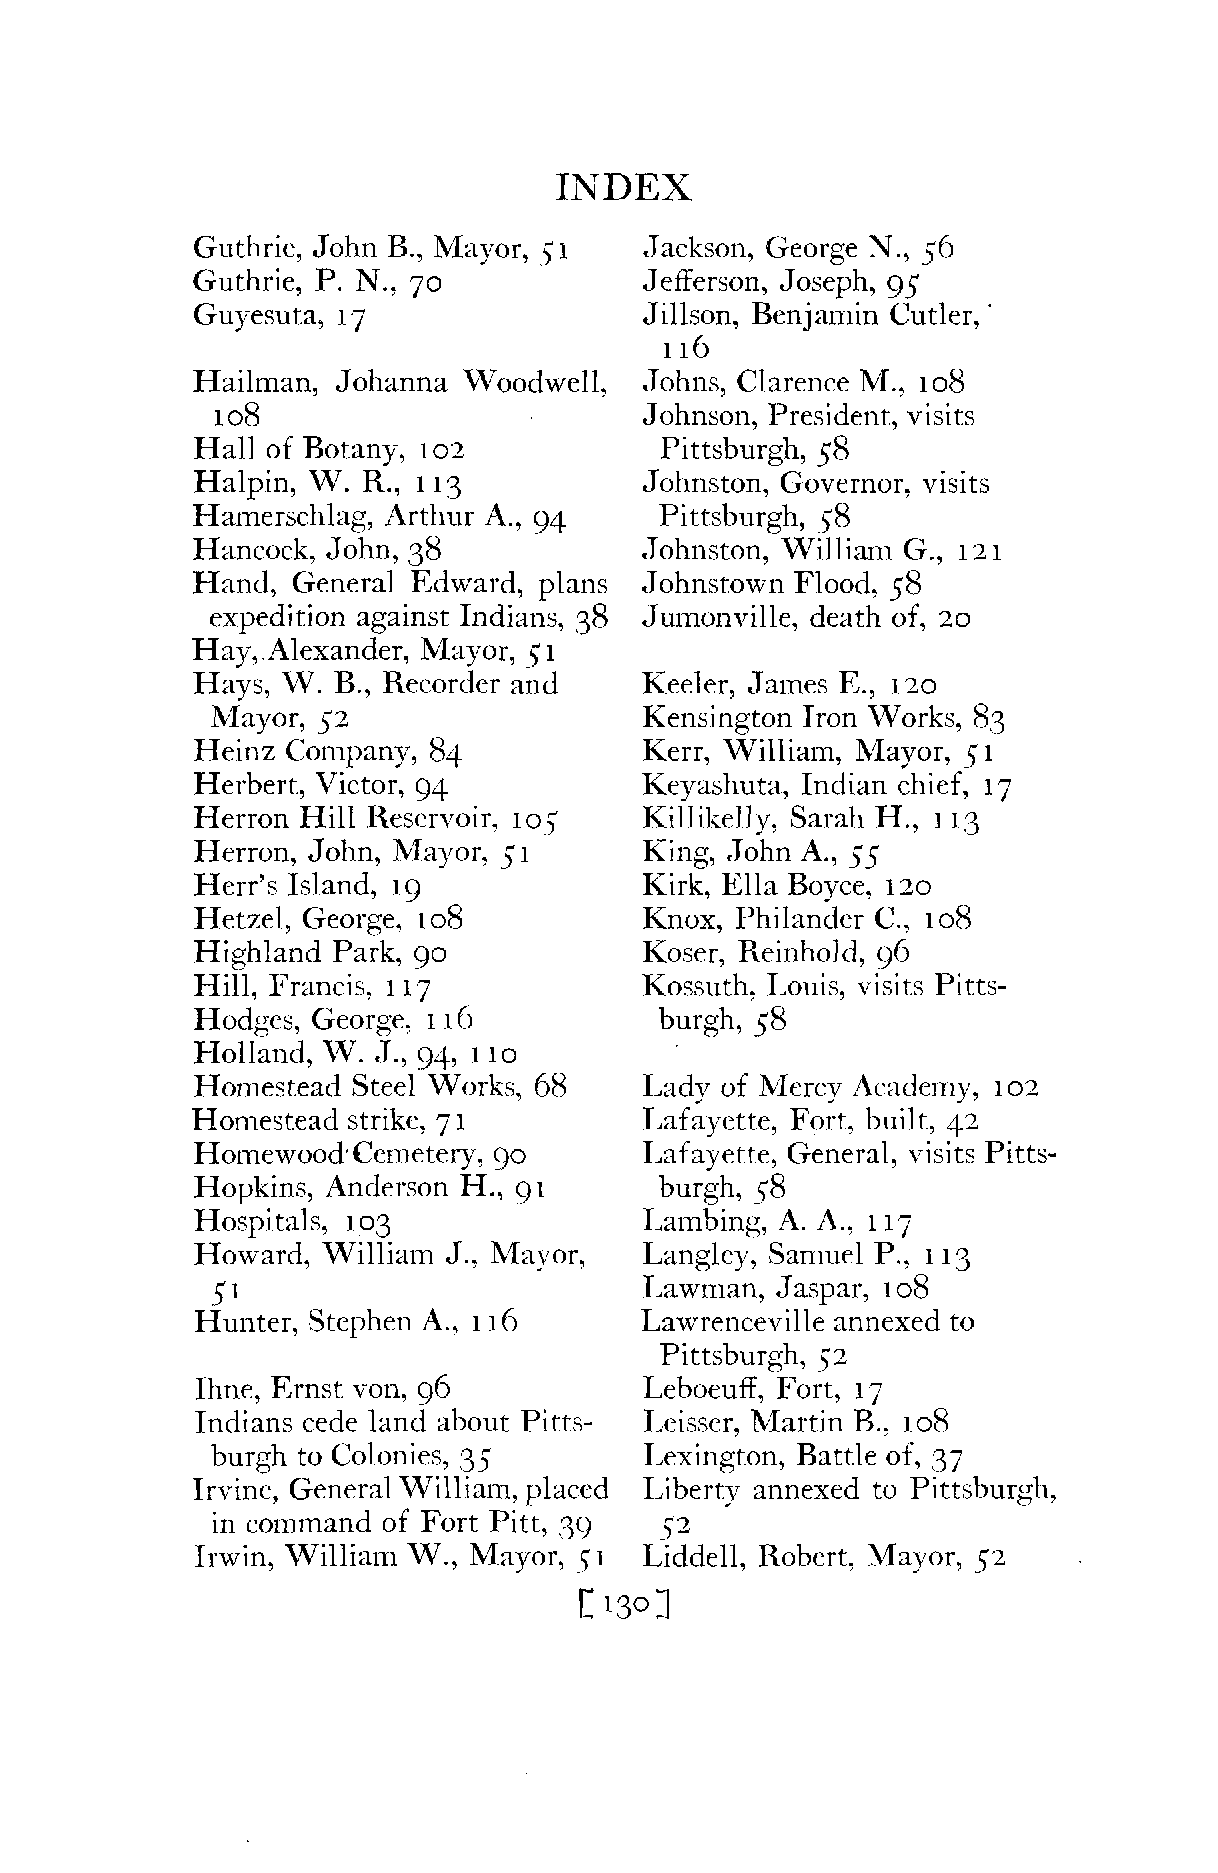 INDEX
Guthrie, John B., Mayor, 51
Guthrie, P. N., 70
Guyesuta, 17
Hailman, Johanna Woodwell,
108
Hall of Botany, 102
Halpin, W. R., 113
Hamerschlag, Arthur A., 94
Hancock, John, 38
Hand, General Edward, plans
expedition against Indians, 38
Hay, Alexander, Mayor, 51
Hays, W. B., Recorder and
Mayor, 52
Heinz Company, 84
Herbert, Victor, 94
Herron Hill Reservoir, 105
Herron, John, Mayor, 51
Herr's Island, 19
Hetzel, George, 108
Highland Park, 90
Hill, Francis, 117
Hodges, George, 116
Holland, W. J., 94, 110
Homestead Steel Works, 68
Homestead strike, 71
Homewood Cemetery, 90
Hopkins, Anderson H., 91
Hospitals, 103
Howard, William J., Mayor,
51
Hunter, Stephen A., 116
Ihne, Ernst von, 96
Indians cede land about Pitts-
burgh to Colonies, 35
Irvine, General William, placed
in command of Fort Pitt, 39
Irwin, William W., Mayor, 51
Jackson, George N., 56
Jefferson, Joseph, 95
Jillson, Benjamin Cutler,
116
Johns, Clarence M., 108
Johnson, President, visits
Pittsburgh, 58
Johnston, Governor, visits
Pittsburgh, 58
Johnston, William G., 121
Johnstown Flood, 58
Jumonville, death of, 20
Keeler, James E., 120
Kensington Iron Works, 83
Kerr, William, Mayor, 51
Keyashuta, Indian chief, 17
Killikelly, Sarah H., 113
King, John A., 55
Kirk, Ella Boyce, 120
Knox, Philander C., 108
Koser, Reinhold, 96
Kossuth, Louis, visits Pitts-
burgh, 58
Lady of Mercy Academy, 102
Lafayette, Fort, built, 42
Lafayette, General, visits Pitts-
burgh, 58
Lambing, A. A., 117
Langley, Samuel P., 113
Lawman, Jaspar, 108
Lawrenceville annexed to
Pittsburgh, 52
Leboeuff, Fort, 17
Leisser, Martin B., 108
Lexington, Battle of, 37
Liberty annexed to Pittsburgh,
52
Liddell, Robert, Mayor, 52
[130]